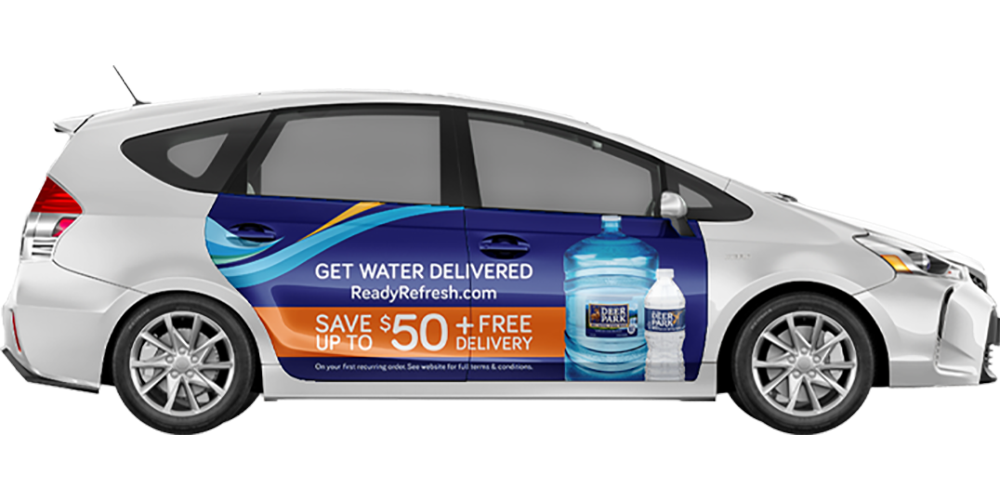 GET WATER DELIVERED
ReadyRefresh.com
SAVE UP TO $50 + FREE DELIVERY
On your first recurring order. See website for full terms & conditions.
DEER PARK
DEER PARK